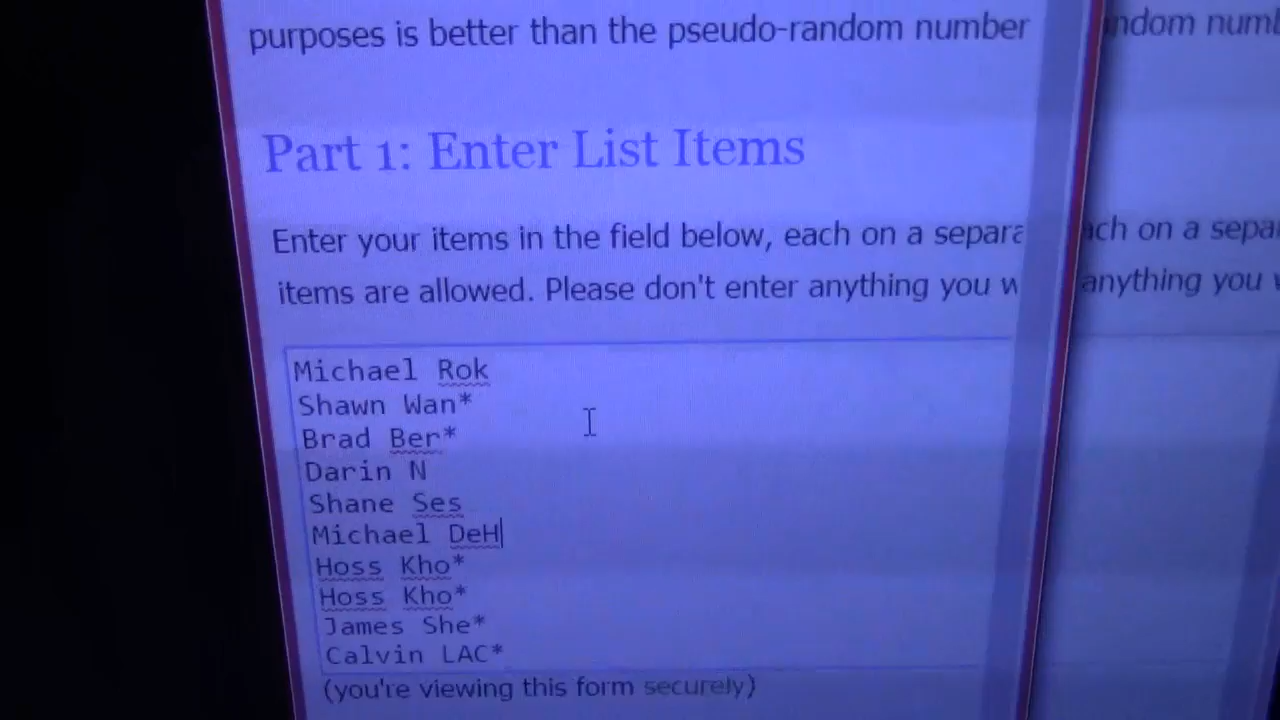 purposes is better than the pseudo-random number
ndom numb
Part 1: Enter List Items
Enter your items in the field below, each on a separa
ach on a sepa
items are allowed. Please don't enter anything you w
anything you
Michael Rok
Shawn Wan*
Brad Ber*
Darin N
Shane Ses
Michael DeH
Hoss Kho*
Hoss Kho*
James She*
Calvin LAC*
(you're viewing this form securely)